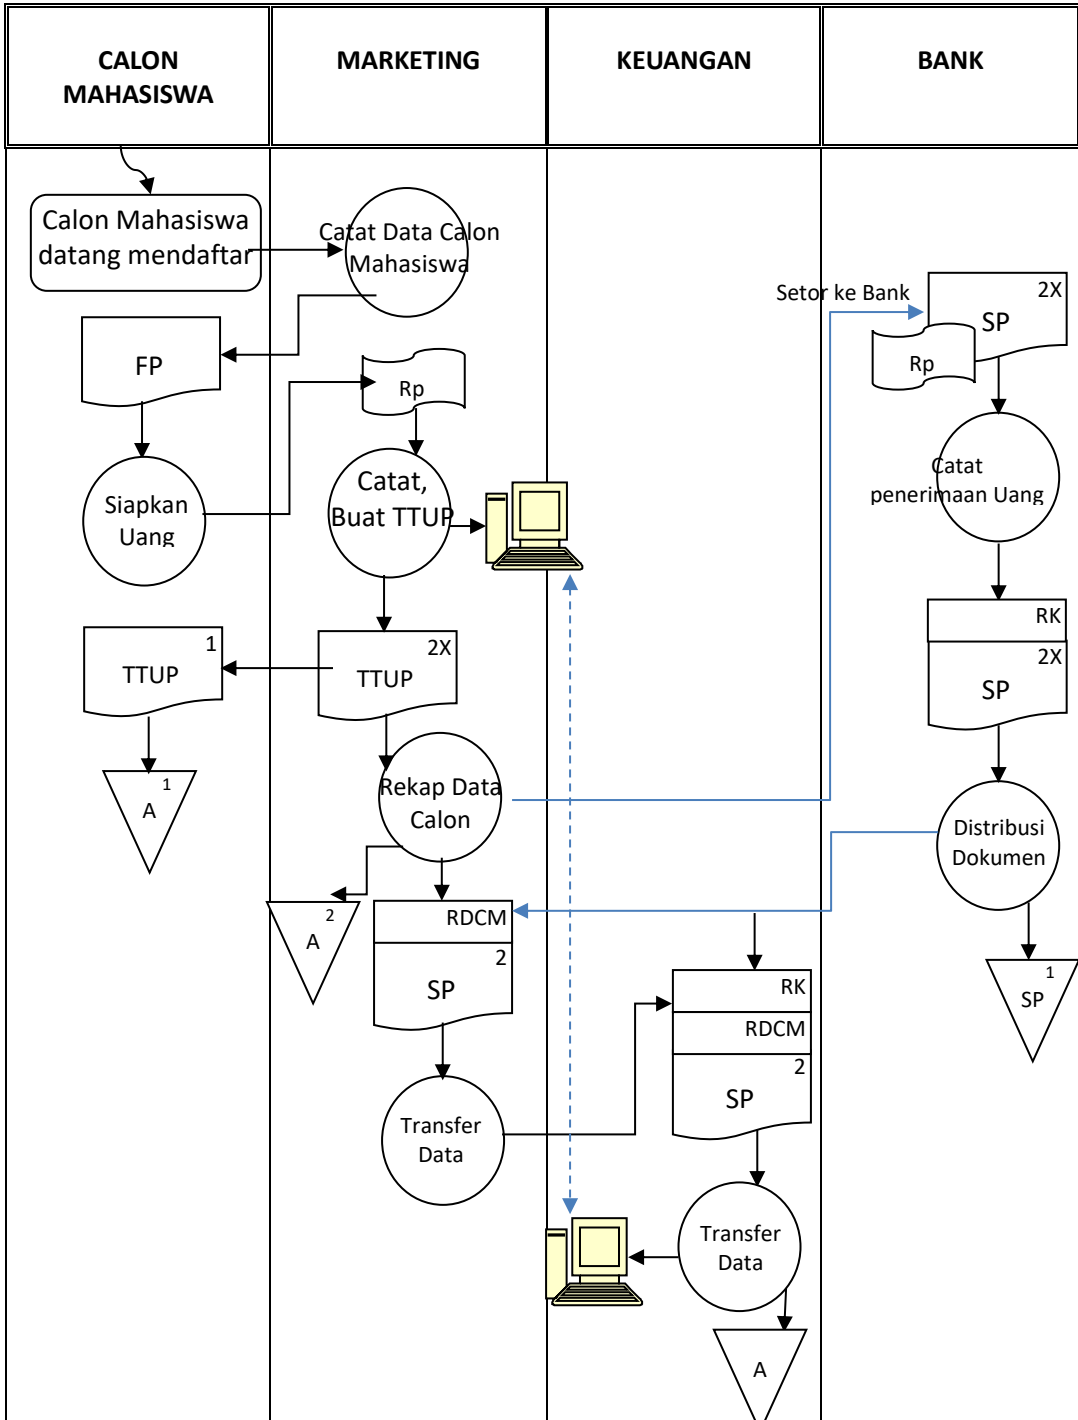 CALON
MAHASISWA
MARKETING
KEUANGAN
BANK
Calon Mahasiswa
datang mendaftar
Catat Data Calon
Mahasiswa
Setor ke Bank
2X
SP
Rp
FP
Rp
Siapkan
Uang
Catat,
Buat TTUP
Catat
penerimaan Uang
RK
2X
SP
1
TTUP
2X
TTUP
1
A
Rekap Data
Calon
Distribusi
Dokumen
2
A
RDCM
2
SP
1
SP
RK
RDCM
2
SP
Transfer
Data
Transfer
Data
A